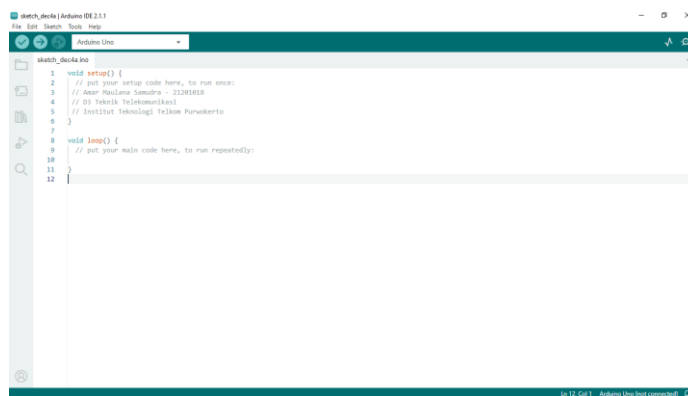 sketch_dec4a | Arduino IDE 2.1.1
File Edit Sketch Tools Help
Arduino Uno
sketch_dec4a.ino
1 void setup() {
2 // put your setup code here, to run once:
3 // Amar Maulana Samudra - 21201018
4 // D3 Teknik Telekomunikasi
5 // Institut Teknologi Telkom Purwokerto
6 }
7
8 void loop() {
9 // put your main code here, to run repeatedly:
10
11 }
12
Ln 12, Col 1 Arduino Uno [not connected]